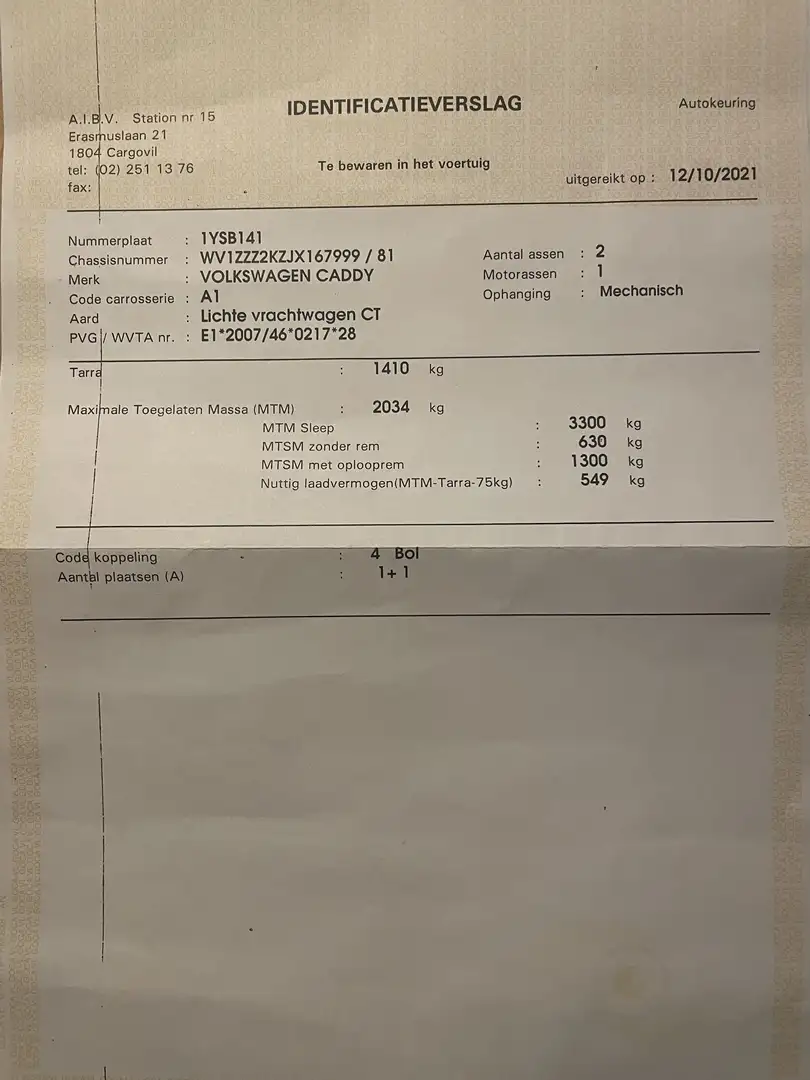 IDENTIFICATIEVERSLAG
Autokeuring
A.I.B.V. Station nr 15
Erasmuslaan 21
1804 Cargovil
tel: (02) 251 13 76
fax:
Te bewaren in het voertuig
uitgereikt op : 12/10/2021
Nummerplaat : 1YSB141
Chassisnummer : WV1ZZZ2KZJX167999 / 81
Merk : VOLKSWAGEN CADDY
Code carrosserie : A1
Aard : Lichte vrachtwagen CT
PVG / WVTA nr. : E1*2007/46*0217*28
Aantal assen : 2
Motorassen : 1
Ophanging : Mechanisch
Tarra : 1410 kg
Maximale Toegelaten Massa (MTM) : 2034 kg
MTM Sleep : 3300 kg
MTSM zonder rem : 630 kg
MTSM met oplooprem : 1300 kg
Nuttig laadvermogen(MTM-Tarra-75kg) : 549 kg
Code koppeling : 4 Bol
Aantal plaatsen (A) : 1+ 1